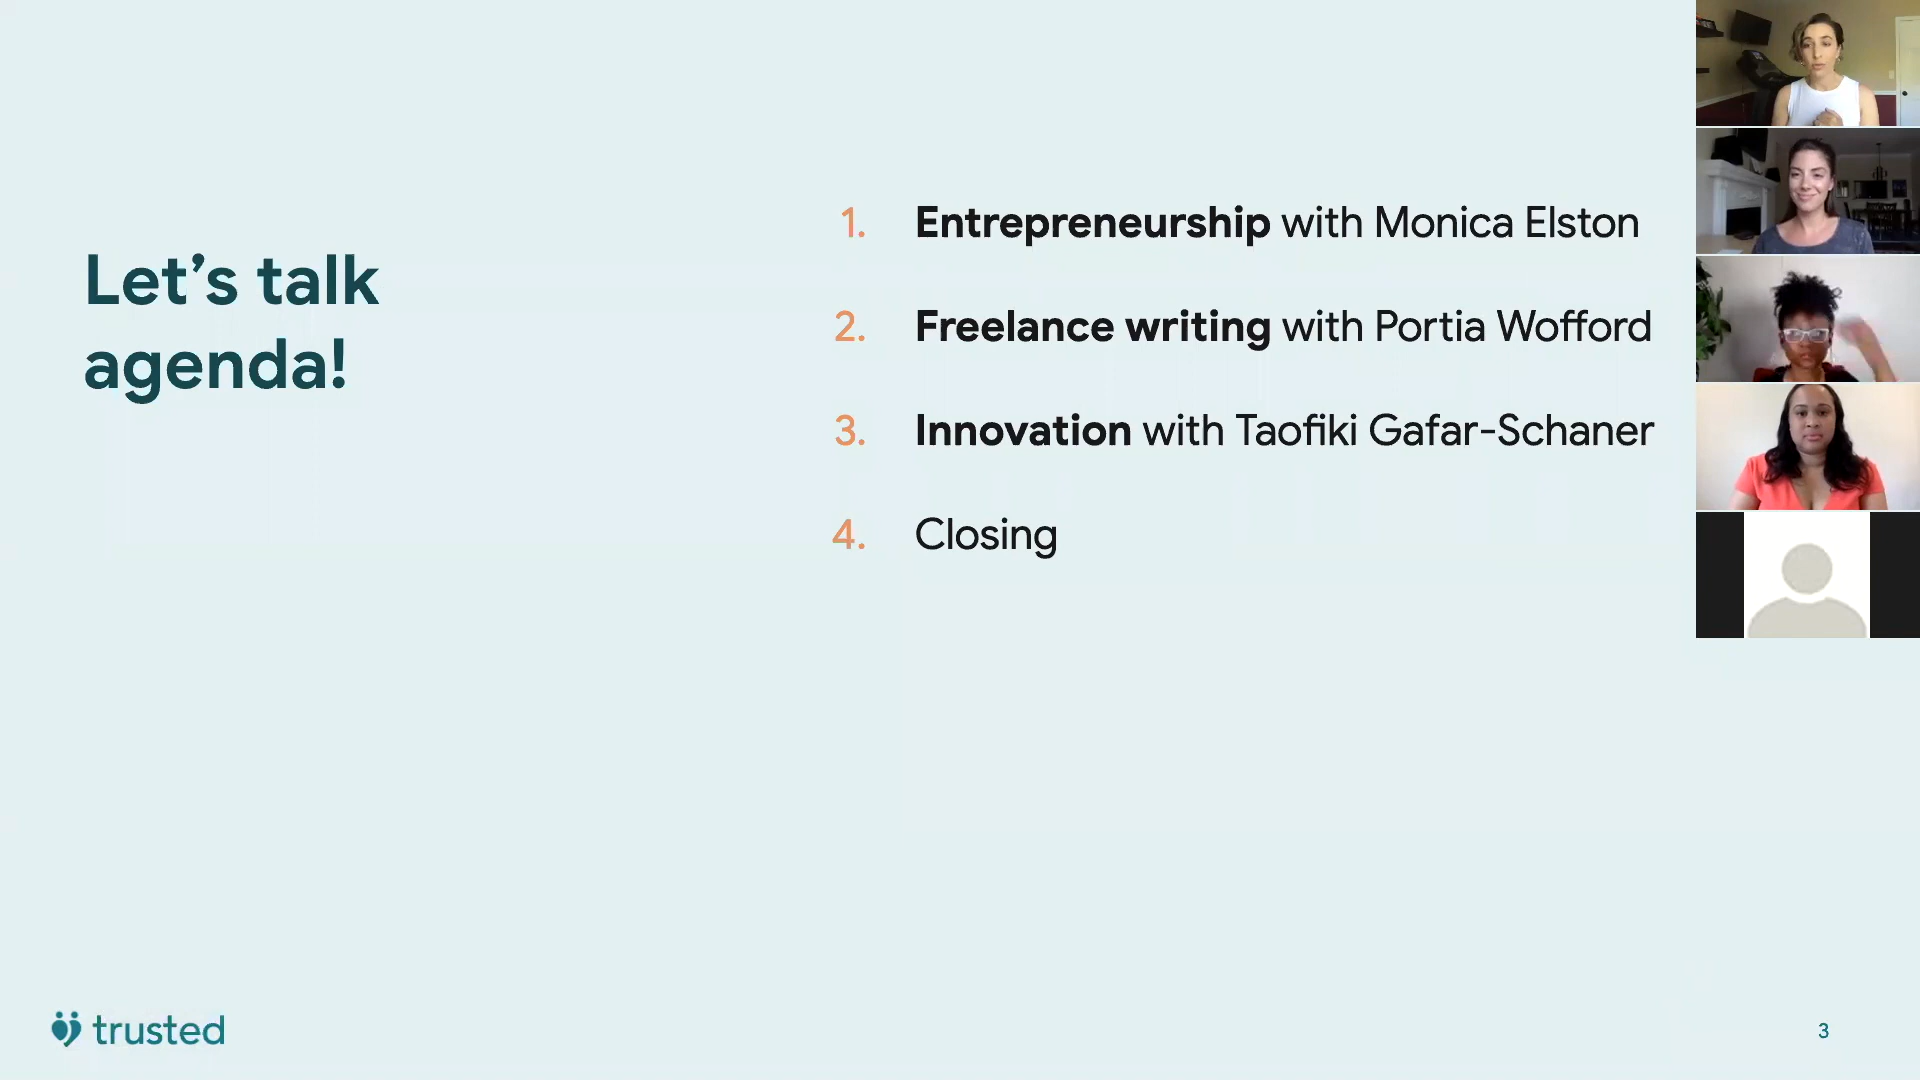 Let’s talk
agenda!
1. Entrepreneurship with Monica Elston
2. Freelance writing with Portia Wofford
3. Innovation with Taofiki Gafar-Schaner
4. Closing
trusted
3